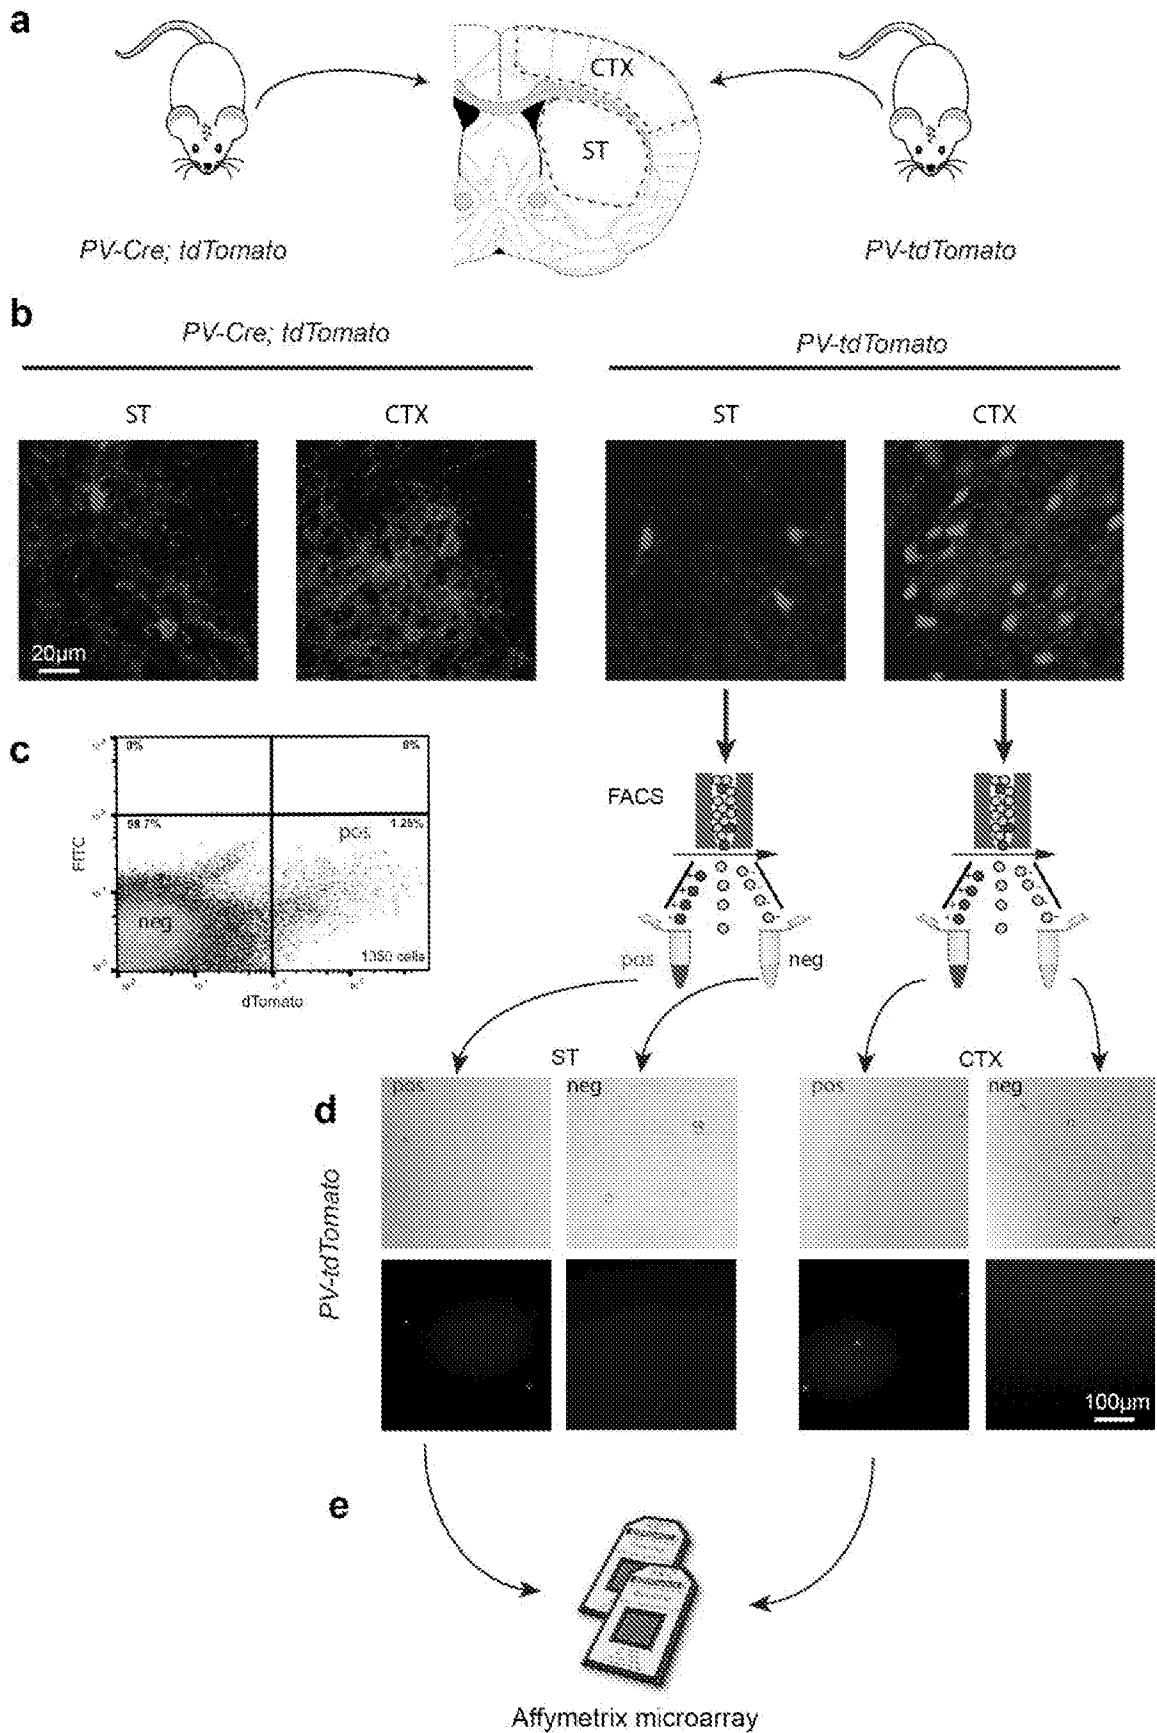 a
CTX
ST
PV-Cre; tdTomato
PV-tdTomato
b
PV-Cre; tdTomato
PV-tdTomato
ST
CTX
ST
CTX
20µm
c
0%
0%
98.7%
1.25%
pos
neg
1350 cells
FITC
dTomato
FACS
pos
neg
ST
CTX
d
pos
neg
pos
neg
PV-tdTomato
100µm
e
Affymetrix microarray